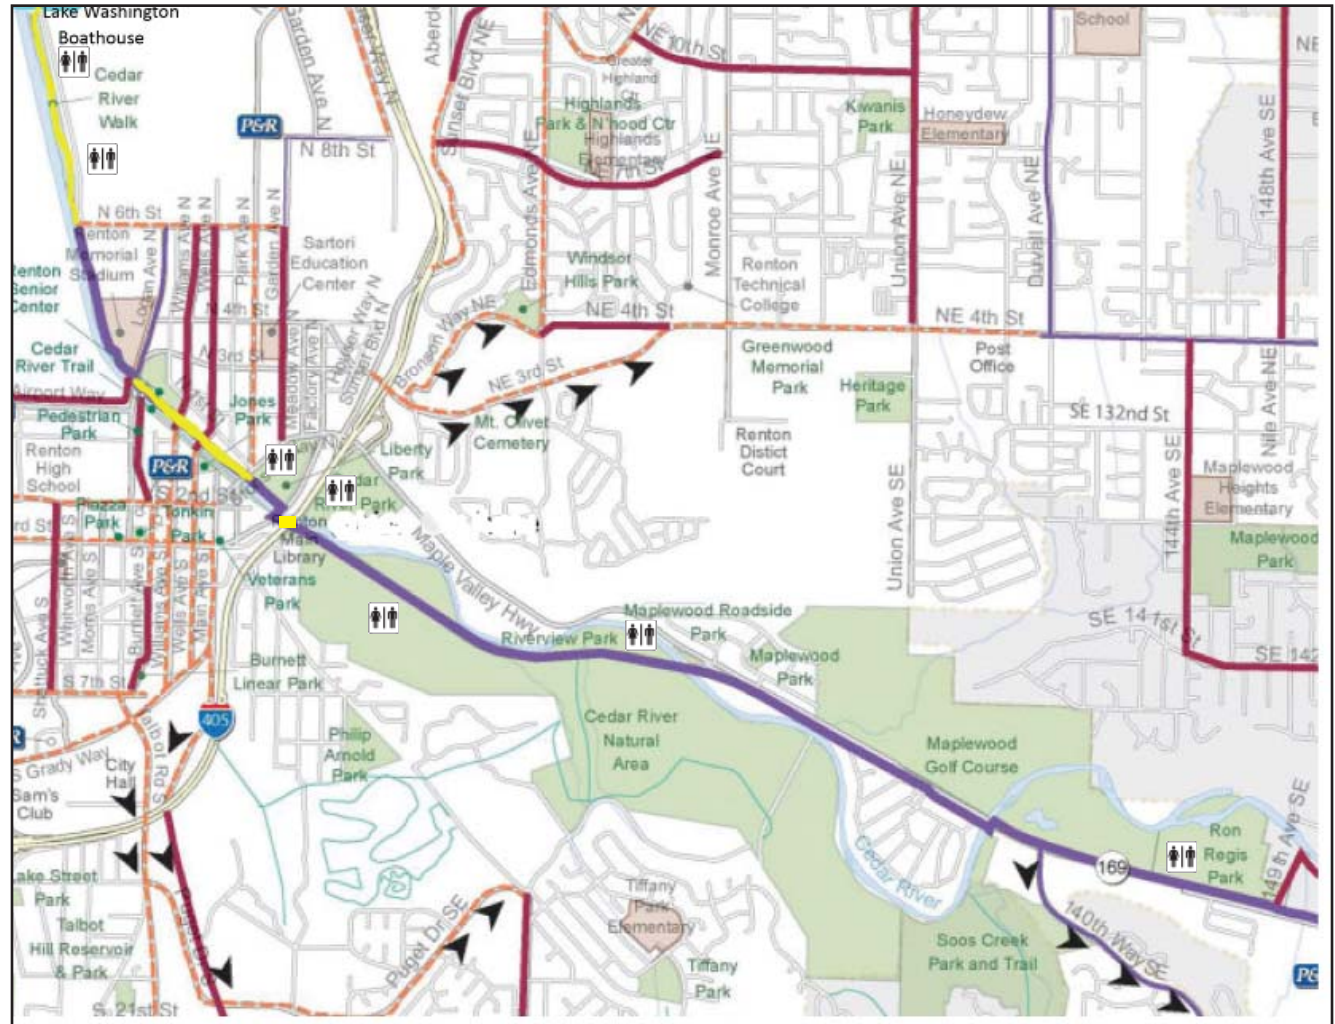 Lake Washington
Boathouse
Cedar
River
Walk
P&R
Garden Ave N
N 8th St
Sunset Blvd NE
NE 10th St
Greater
Highland
Ctr
Highlands
Park & N'hood Ctr
Highlands
Elementary
NE 7th St
Edmonds Ave NE
Monroe Ave NE
Kiwanis
Park
Honeydew
Elementary
School
Union Ave NE
Duvall Ave NE
148th Ave SE
NE
N 6th St
Memorial
Stadium
Logan Ave N
Williams Ave N
Wells Ave N
Park Ave N
Garden Ave N
Sartori
Education
Center
N 4th St
N 3rd St
Senior
Center
Cedar
River Trail
Airport Way
Pedestrian
Park
Renton
High
School
P&R
Jones
Park
Meadow Ave N
Factory Ave N
Houser Way N
Sunset Blvd N
Bronson Way NE
Windsor
Hills Park
NE 4th St
NE 3rd St
Mt. Olivet
Cemetery
Liberty
Park
River Park
Renton
Technical
College
Greenwood
Memorial
Park
Heritage
Park
Renton
Distict
Court
NE 4th St
Post
Office
SE 132nd St
Nile Ave NE
144th Ave SE
Maplewood
Heights
Elementary
Maplewood
Park
Union Ave SE
SE 141st St
SE 142
S 2nd St
Piazza
Park
Tonkin
Park
Main
Library
Veterans
Park
3rd St
Shattuck Ave S
Whitworth Ave S
Morris Ave S
Burnett Ave S
Williams Ave S
Wells Ave S
Main Ave S
S 7th St
Burnett
Linear Park
Maple Valley Hwy
Riverview Park
Maplewood Roadside
Park
Maplewood
Park
Cedar River
Natural
Area
Maplewood
Golf Course
Philip
Arnold
Park
405
S Grady Way
City
Hall
Sam's
Club
Talbot Rd S
Lake Street
Park
Talbot
Hill Reservoir
& Park
S 21st St
Puget Dr SE
Tiffany
Park
Elementary
Tiffany
Park
Cedar River
169
Ron
Regis
Park
149th Ave SE
140th Way SE
Soos Creek
Park and Trail